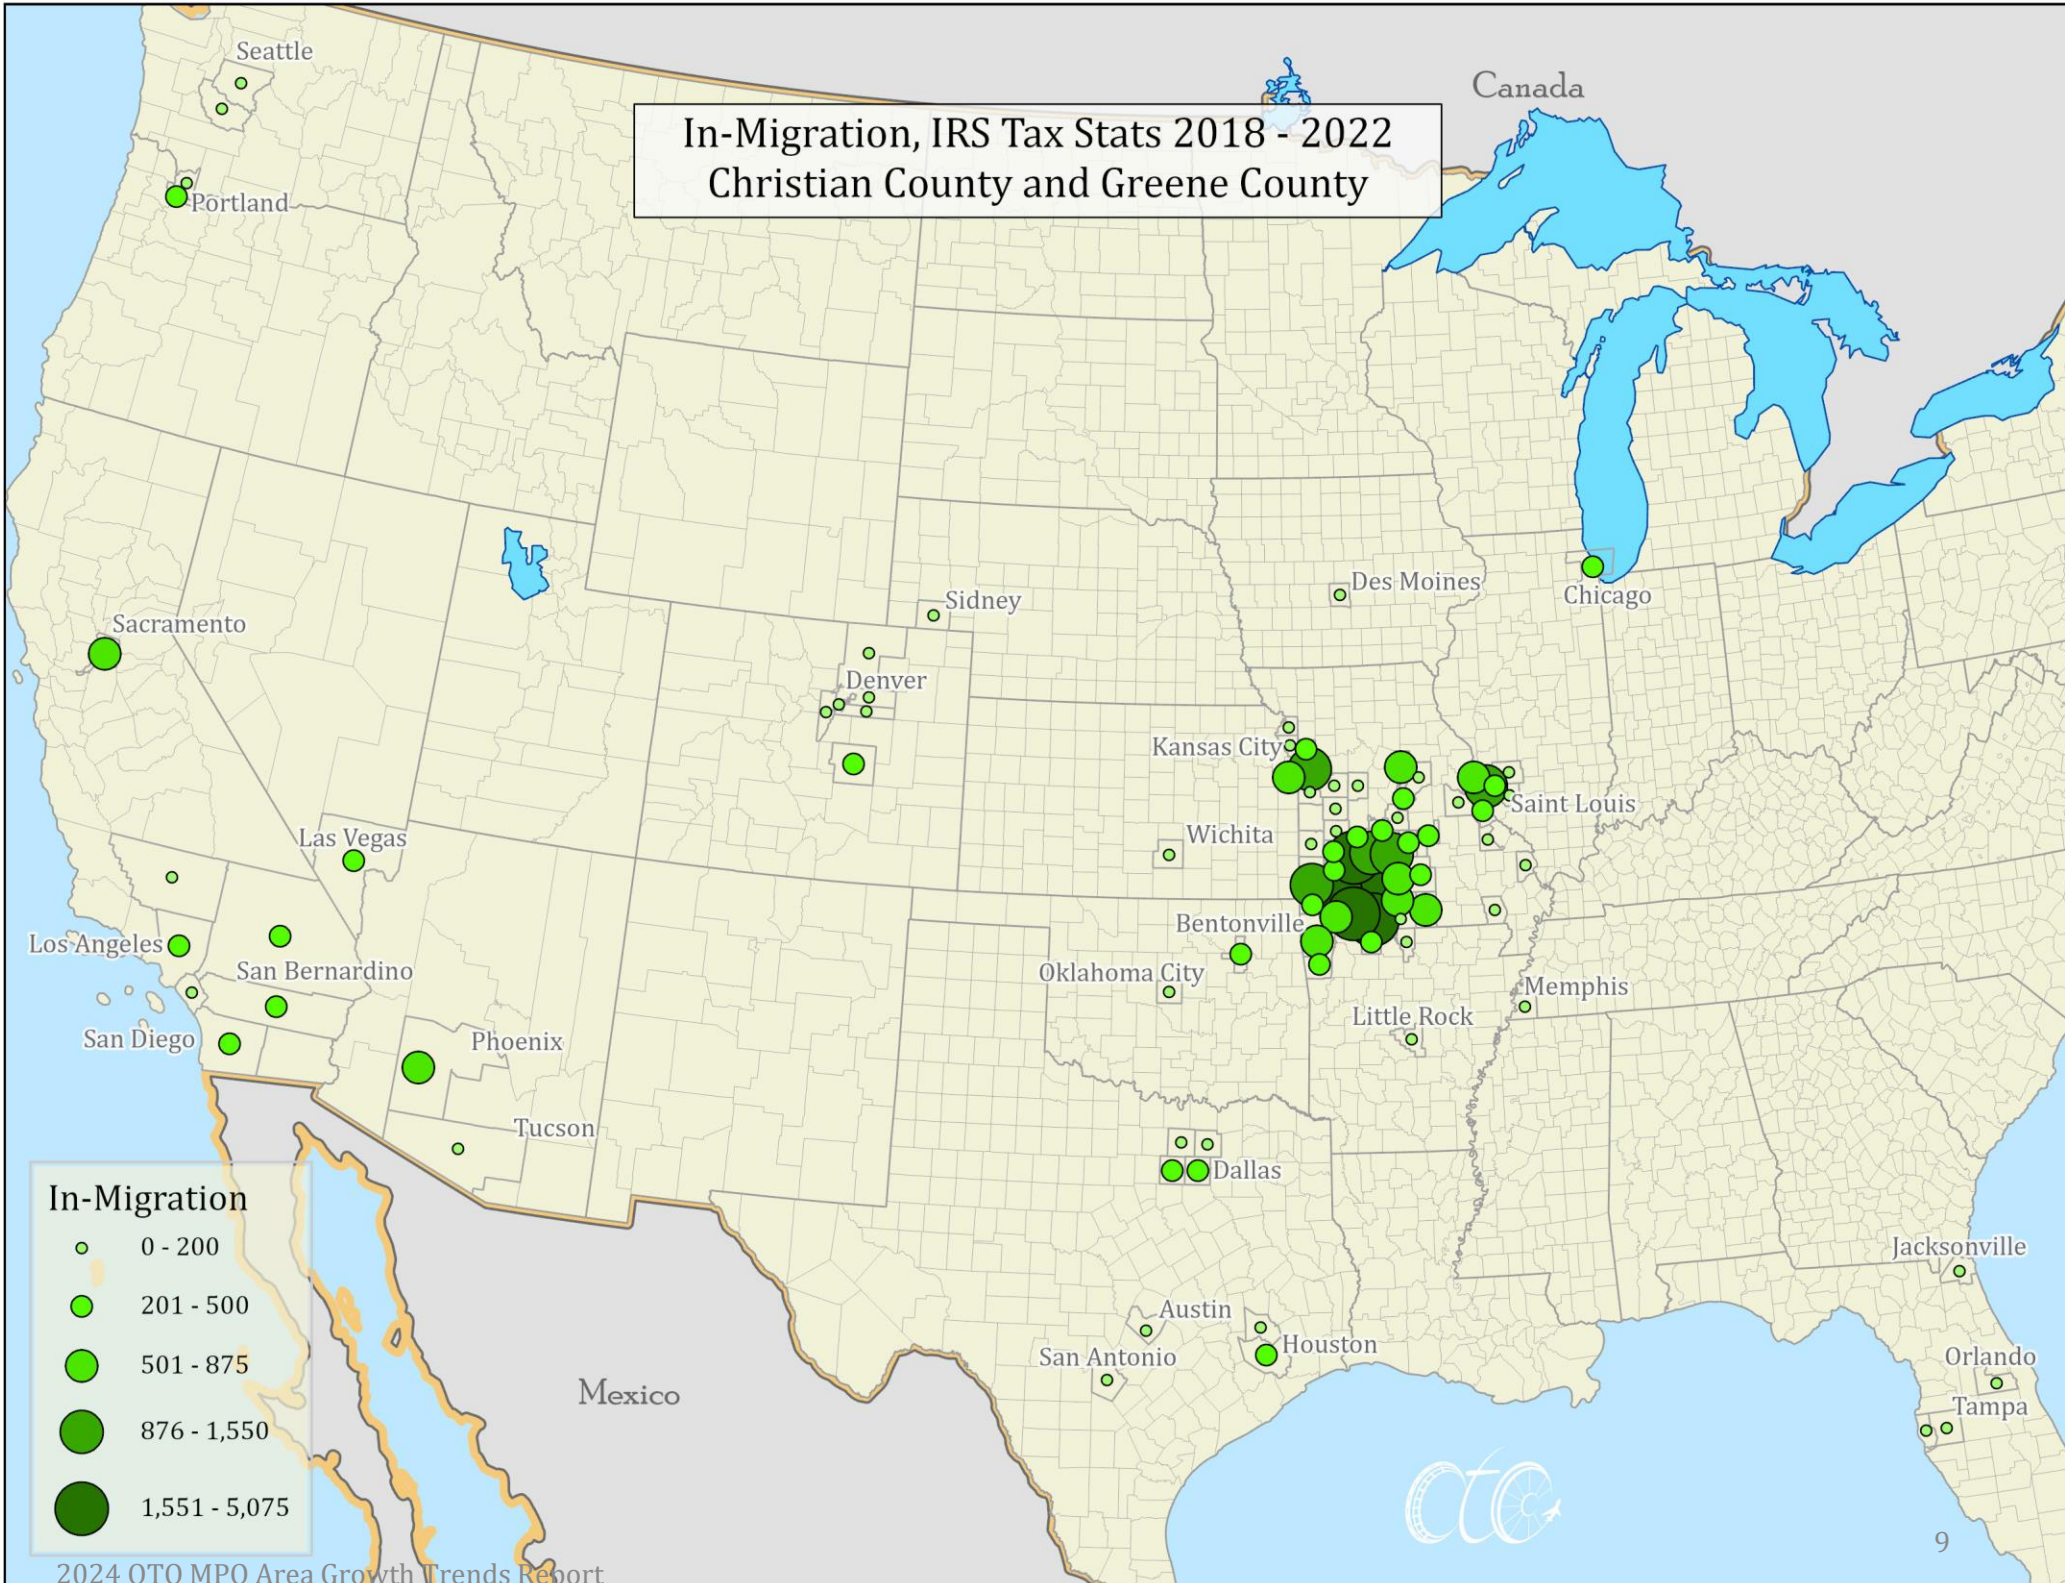 Seattle
Canada
In-Migration, IRS Tax Stats 2018 - 2022
Christian County and Greene County
Portland
Des Moines
Chicago
Sidney
Sacramento
Denver
Kansas City
Saint Louis
Las Vegas
Wichita
Bentonville
Los Angeles
San Bernardino
Oklahoma City
Memphis
Little Rock
San Diego
Phoenix
Tucson
Dallas
In-Migration
0 - 200
201 - 500
501 - 875
876 - 1,550
1,551 - 5,075
Jacksonville
Austin
Houston
San Antonio
Orlando
Mexico
Tampa
OTO
9
2024 OTO MPO Area Growth Trends Report